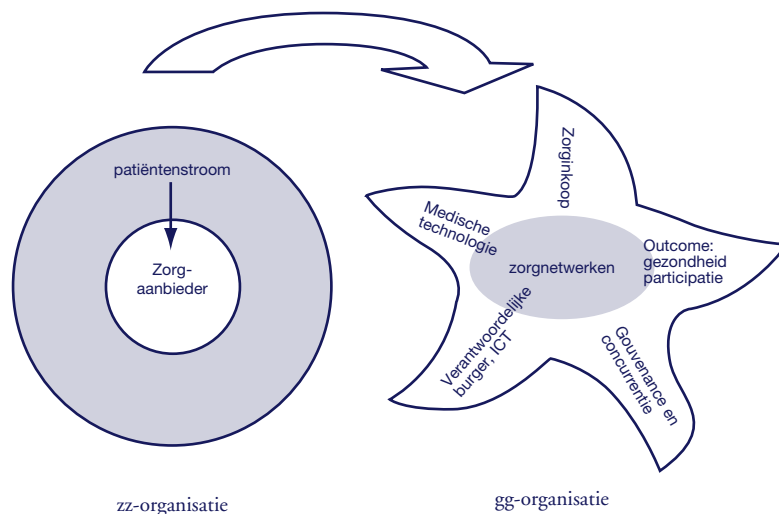 patiëntenstroom
Zorg-
aanbieder
Zorginkoop
Medische
technologie
zorgnetwerken
Outcome:
gezondheid
participatie
Verantwoordelijke
burger, ICT
Gouvenance en
concurrentie
zz-organisatie
gg-organisatie